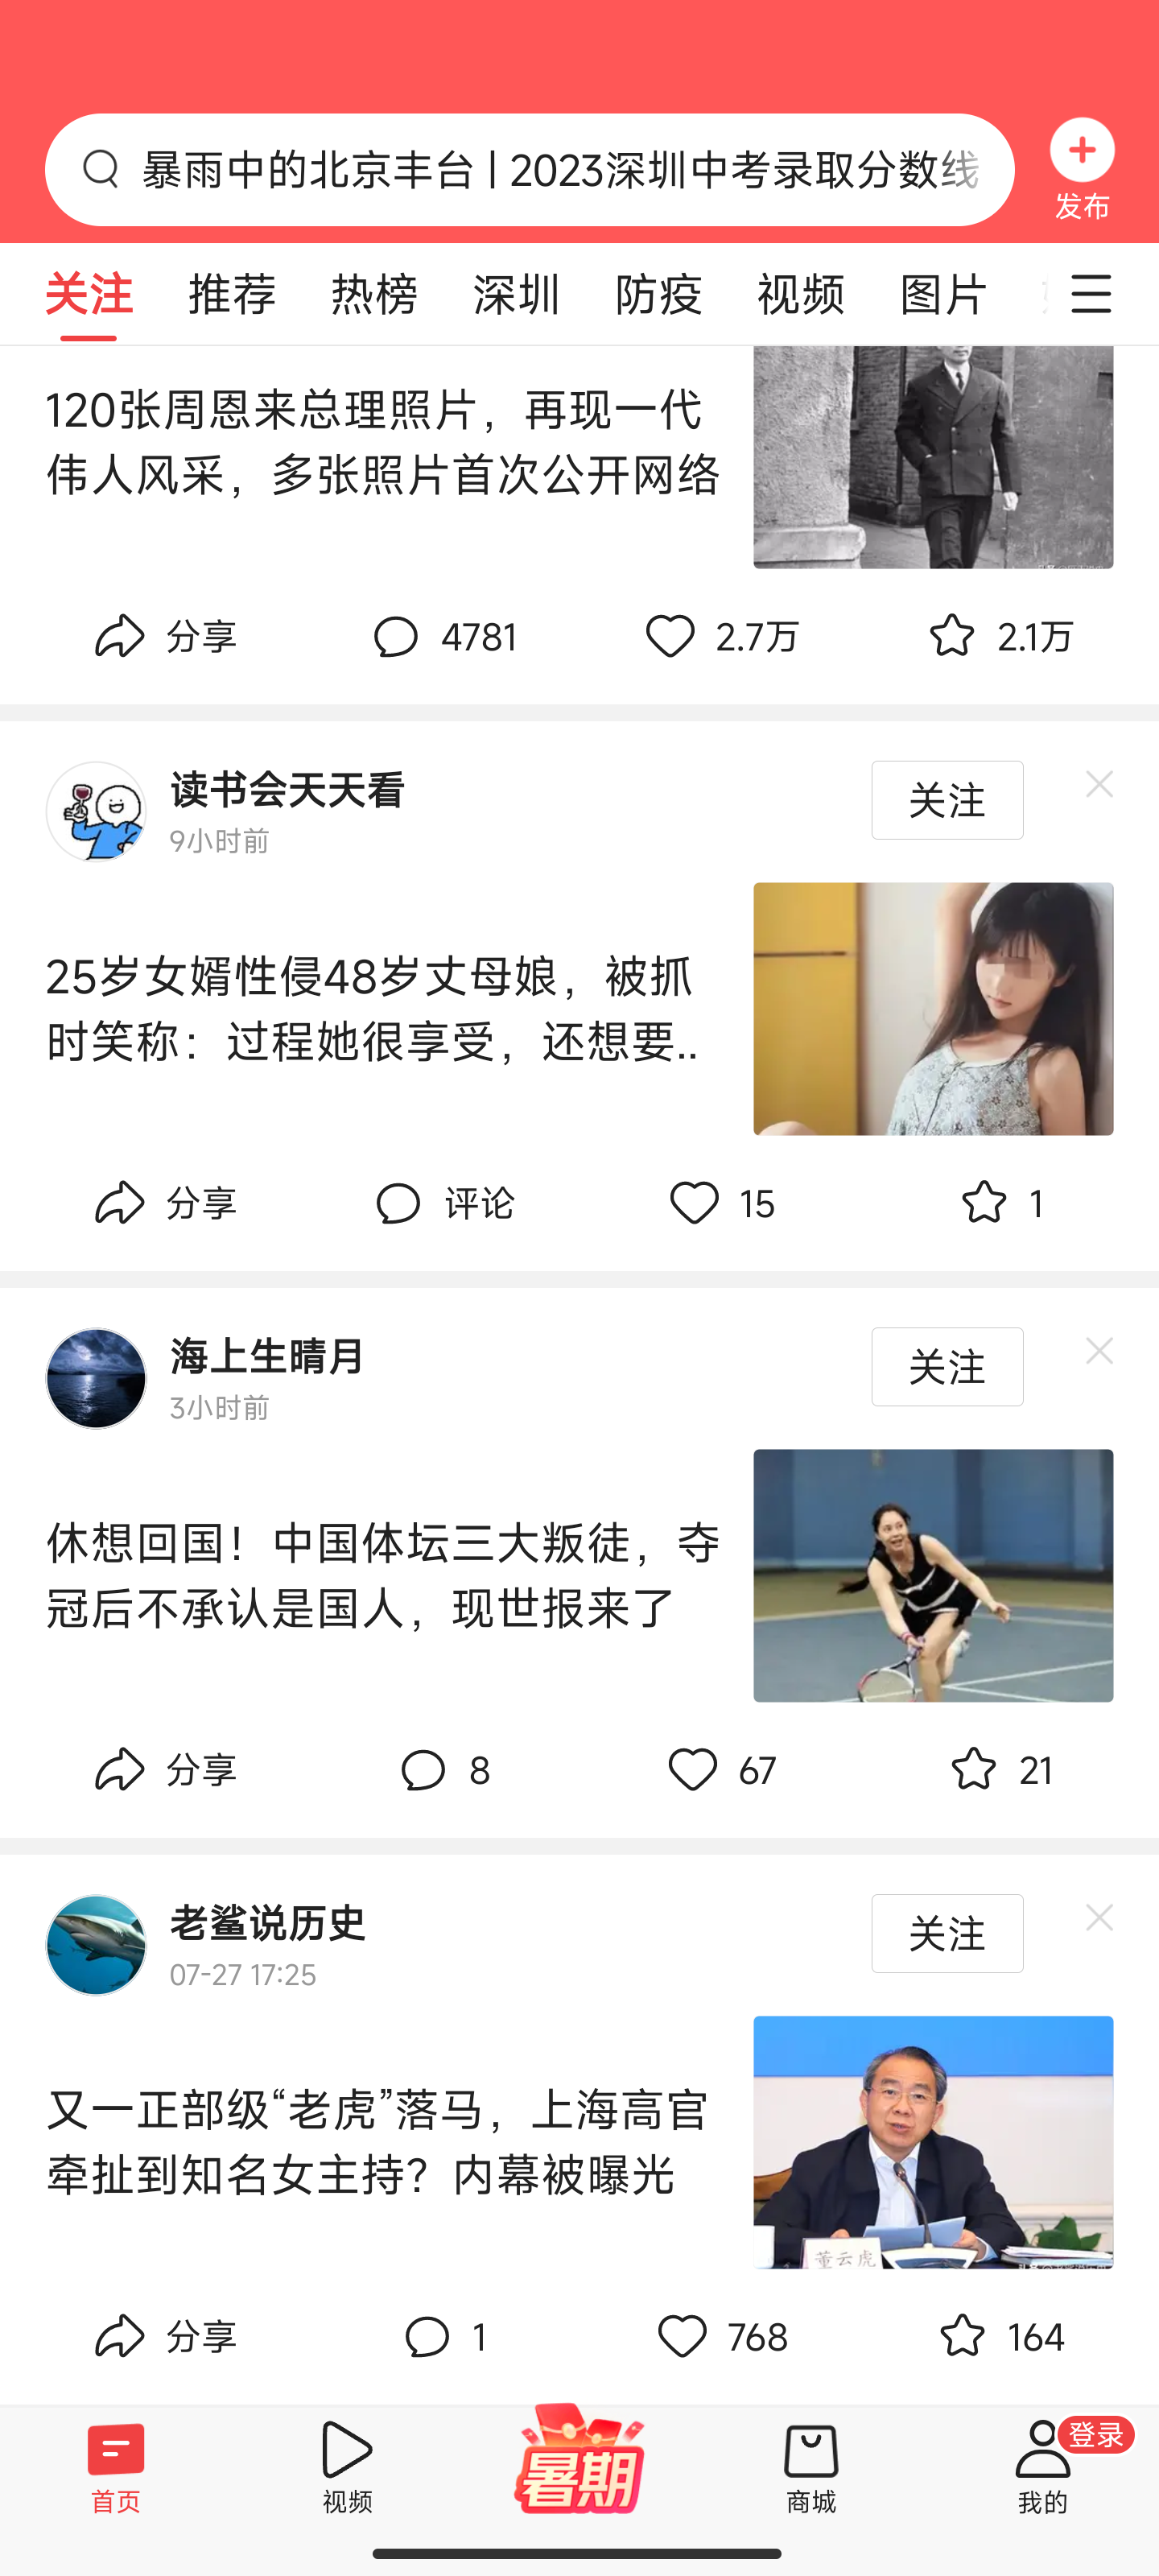 暴雨中的北京丰台 | 2023深圳中考录取分数线
发布
关注 推荐 热榜 深圳 防疫 视频 图片
120张周恩来总理照片，再现一代
伟人风采，多张照片首次公开网络
分享 4781 2.7万 2.1万
读书会天天看
9小时前
关注
25岁女婿性侵48岁丈母娘，被抓
时笑称：过程她很享受，还想要..
分享 评论 15 1
海上生晴月
3小时前
关注
休想回国！中国体坛三大叛徒，夺
冠后不承认是国人，现世报来了
分享 8 67 21
老鲨说历史
07-27 17:25
关注
又一正部级“老虎”落马，上海高官
牵扯到知名女主持？内幕被曝光
董云虎
分享 1 768 164
暑期
登录
首页 视频 商城 我的